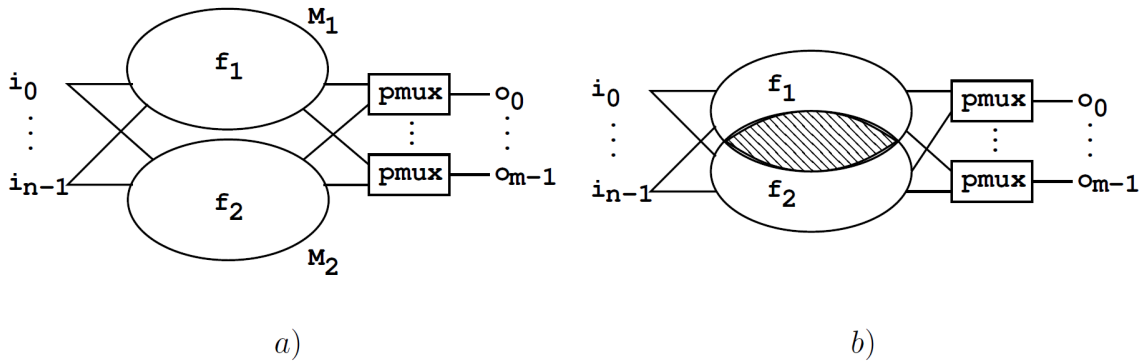 M1
f1
i0
pmux
o0
in-1
pmux
om-1
f2
M2
a)
f1
i0
pmux
o0
in-1
pmux
om-1
f2
b)